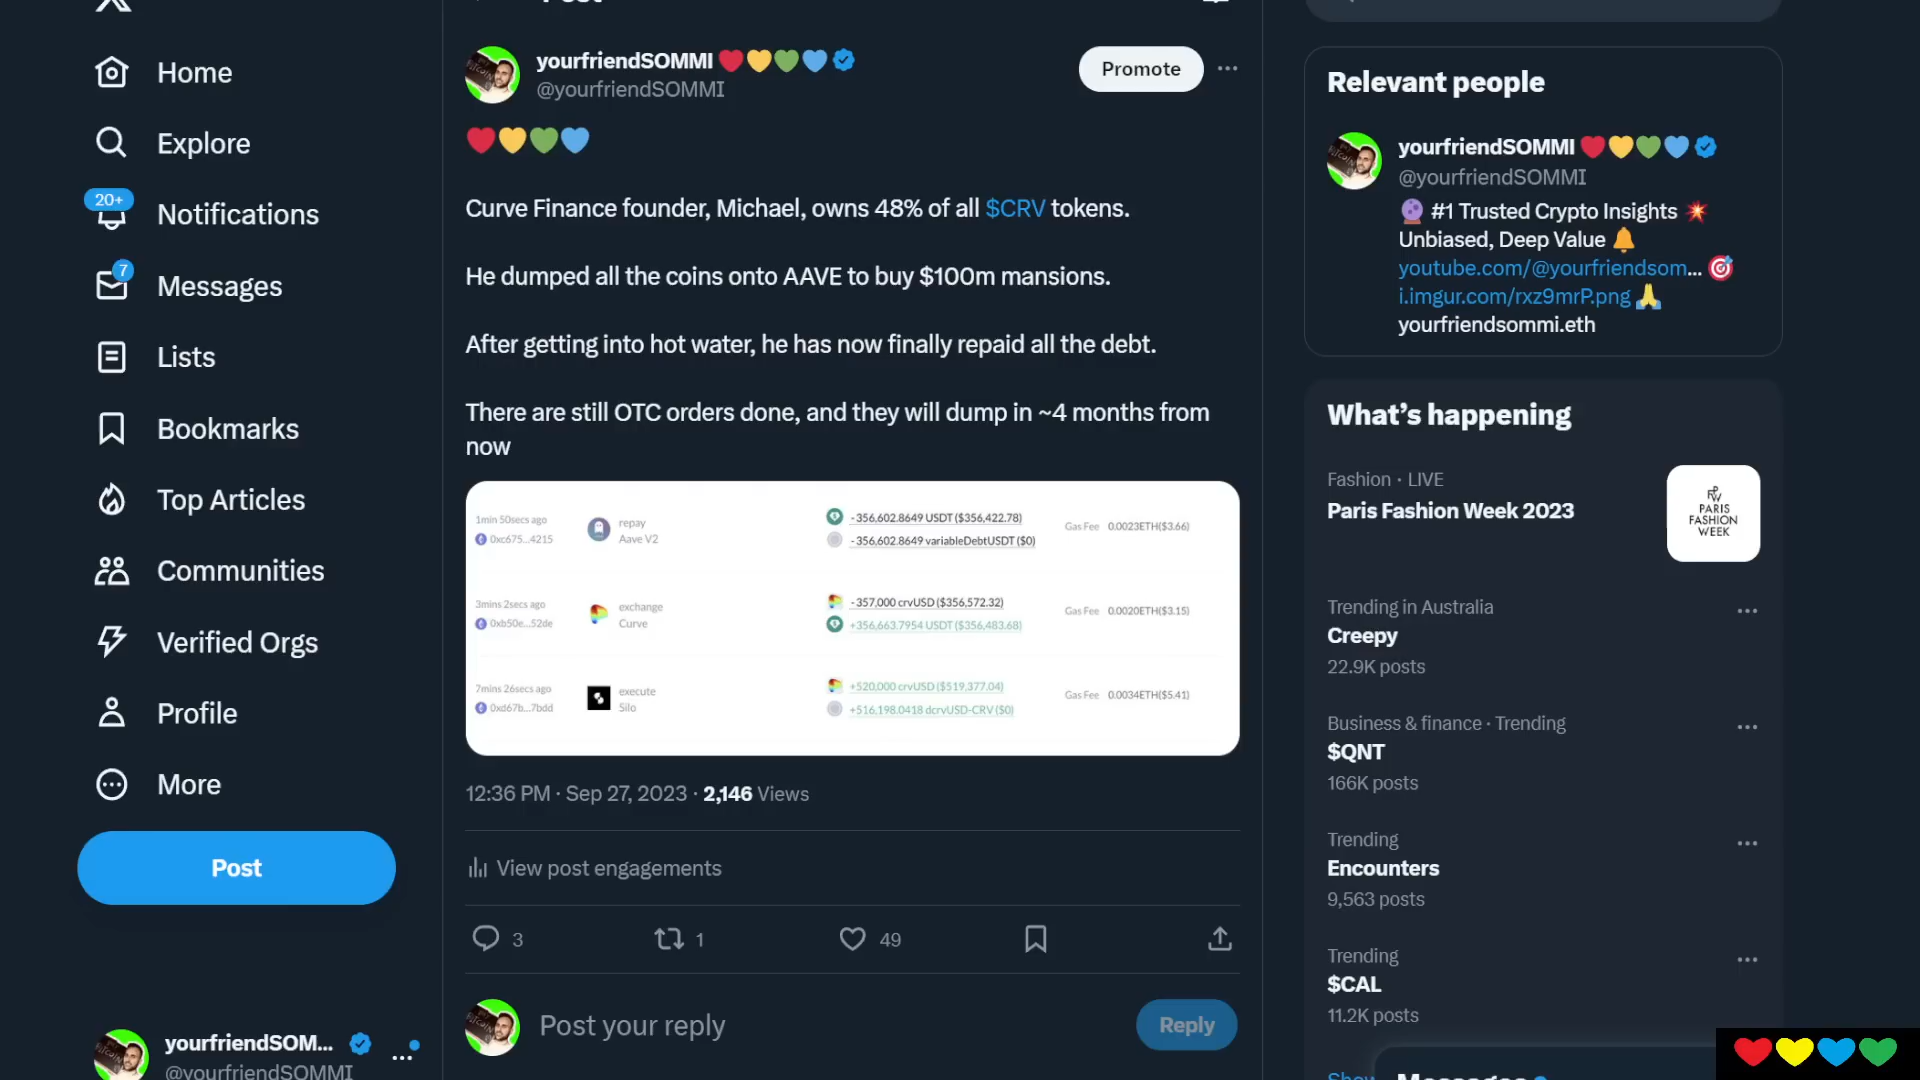 Home
Explore
20+
Notifications
7
Messages
Lists
Bookmarks
Top Articles
Communities
Verified Orgs
Profile
More
Post
yourfriendSOM...
@yourfriendSOMMI
Post
yourfriendSOMMI ❤️💛💚💙
@yourfriendSOMMI
Promote
❤️💛💚💙
Curve Finance founder, Michael, owns 48% of all $CRV tokens.
He dumped all the coins onto AAVE to buy $100m mansions.
After getting into hot water, he has now finally repaid all the debt.
There are still OTC orders done, and they will dump in ~4 months from
now
1min 50secs ago
0xc675...4215
repay
Aave V2
-356,602.8649 USDT ($356,422.78)
-356,602.8649 variableDebtUSDT ($0)
Gas Fee 0.0023ETH($3.66)
3mins 2secs ago
0xb50e...52de
exchange
Curve
-357,000 crvUSD ($356,572.32)
+356,663.7954 USDT ($356,483.68)
Gas Fee 0.0020ETH($3.15)
7mins 26secs ago
0xd67b...7bdd
execute
Silo
+520,000 crvUSD ($519,377.04)
+516,198.0418 dcrvUSD-CRV ($0)
Gas Fee 0.0034ETH($5.41)
12:36 PM · Sep 27, 2023 · 2,146 Views
View post engagements
3
1
49
Post your reply
Reply
Relevant people
yourfriendSOMMI ❤️💛💚💙
@yourfriendSOMMI
🔮 #1 Trusted Crypto Insights 💥
Unbiased, Deep Value 🔔
youtube.com/@yourfriendsom... 🎯
i.imgur.com/rxz9mrP.png 🙏
yourfriendsommi.eth
What's happening
Fashion · LIVE
Paris Fashion Week 2023
PARIS
FASHION
WEEK
Trending in Australia
Creepy
22.9K posts
Business & finance · Trending
$QNT
166K posts
Trending
Encounters
9,563 posts
Trending
$CAL
11.2K posts
Show
Messages